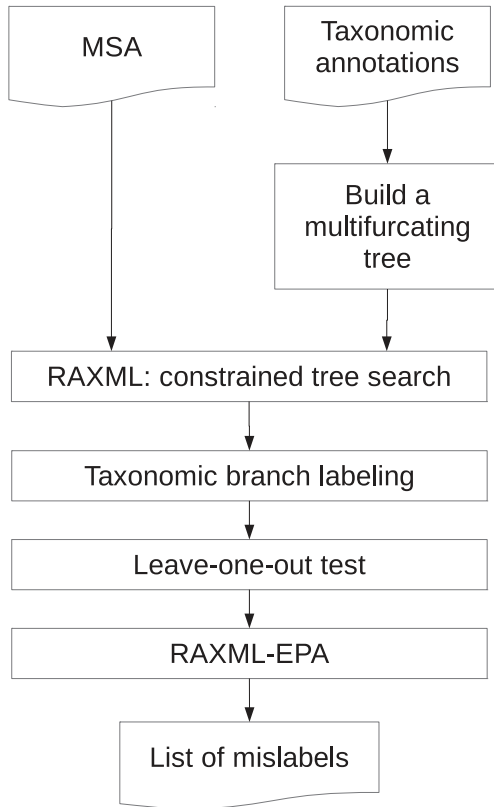 MSA
Taxonomic
annotations
Build a
multifurcating
tree
RAXML: constrained tree search
Taxonomic branch labeling
Leave-one-out test
RAXML-EPA
List of mislabels